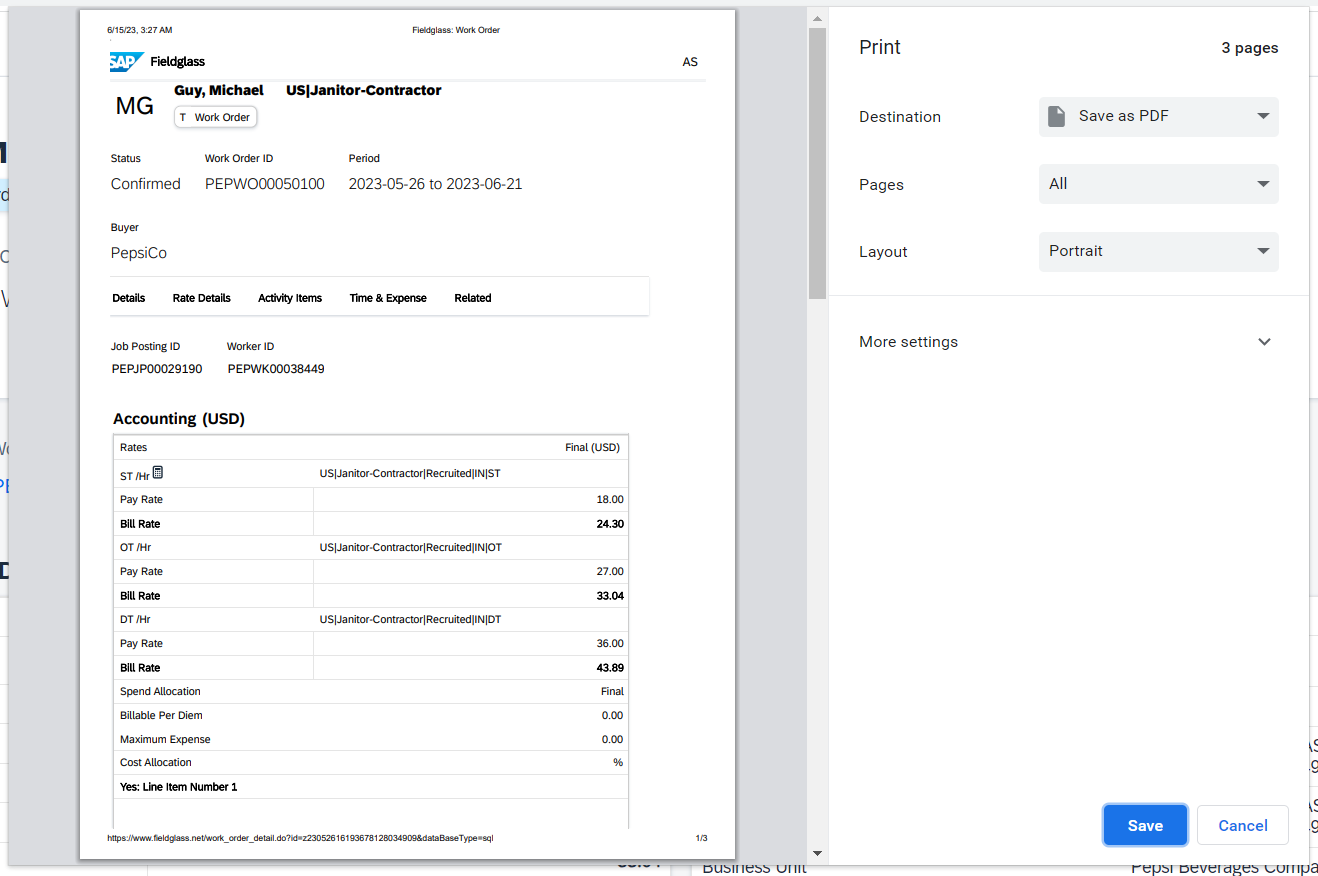 6/15/23, 3:27 AM Fieldglass: Work Order
SAP Fieldglass AS
MG Guy, Michael US|Janitor-Contractor
T Work Order
Status Work Order ID Period
Confirmed PEPWO00050100 2023-05-26 to 2023-06-21
Buyer
PepsiCo
Details Rate Details Activity Items Time & Expense Related
Job Posting ID Worker ID
PEPJP00029190 PEPWK00038449
Accounting (USD)
Rates Final (USD)
ST /Hr US|Janitor-Contractor|Recruited|IN|ST
Pay Rate 18.00
Bill Rate 24.30
OT /Hr US|Janitor-Contractor|Recruited|IN|OT
Pay Rate 27.00
Bill Rate 33.04
DT /Hr US|Janitor-Contractor|Recruited|IN|DT
Pay Rate 36.00
Bill Rate 43.89
Spend Allocation Final
Billable Per Diem 0.00
Maximum Expense 0.00
Cost Allocation %
Yes: Line Item Number 1
https://www.fieldglass.net/work_order_detail.do?id=z23052616193678128034909&dataBaseType=sql 1/3
Print 3 pages
Destination Save as PDF
Pages All
Layout Portrait
More settings
Save Cancel
Business Unit Pepsi Beverages Compa